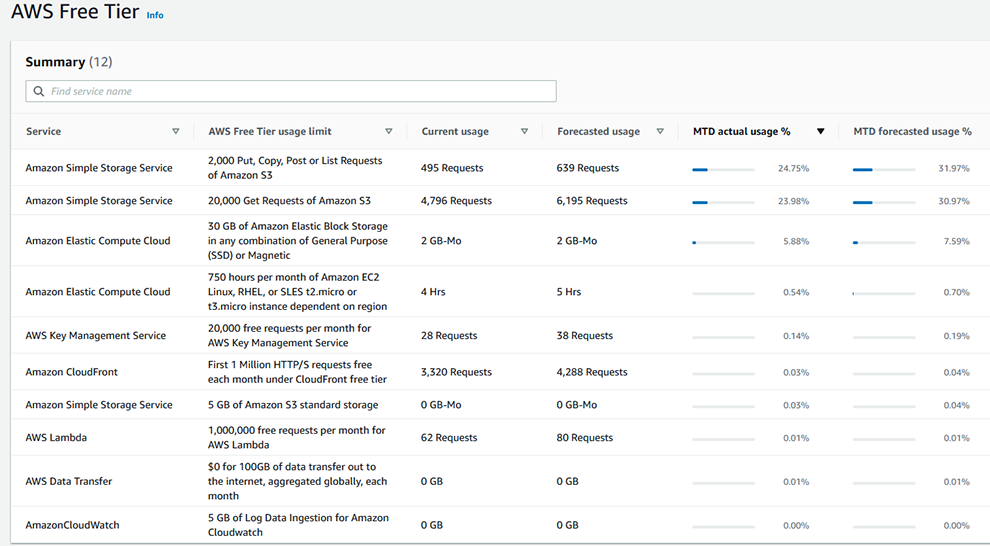 AWS Free Tier Info
Summary (12)
Find service name
Service AWS Free Tier usage limit Current usage Forecasted usage MTD actual usage % MTD forecasted usage %
Amazon Simple Storage Service 2,000 Put, Copy, Post or List Requests of Amazon S3 495 Requests 639 Requests 24.75% 31.97%
Amazon Simple Storage Service 20,000 Get Requests of Amazon S3 4,796 Requests 6,195 Requests 23.98% 30.97%
Amazon Elastic Compute Cloud 30 GB of Amazon Elastic Block Storage in any combination of General Purpose (SSD) or Magnetic 2 GB-Mo 2 GB-Mo 5.88% 7.59%
Amazon Elastic Compute Cloud 750 hours per month of Amazon EC2 Linux, RHEL, or SLES t2.micro or t3.micro instance dependent on region 4 Hrs 5 Hrs 0.54% 0.70%
AWS Key Management Service 20,000 free requests per month for AWS Key Management Service 28 Requests 38 Requests 0.14% 0.19%
Amazon CloudFront First 1 Million HTTP/S requests free each month under CloudFront free tier 3,320 Requests 4,288 Requests 0.03% 0.04%
Amazon Simple Storage Service 5 GB of Amazon S3 standard storage 0 GB-Mo 0 GB-Mo 0.03% 0.04%
AWS Lambda 1,000,000 free requests per month for AWS Lambda 62 Requests 80 Requests 0.01% 0.01%
AWS Data Transfer $0 for 100GB of data transfer out to the internet, aggregated globally, each month 0 GB 0 GB 0.01% 0.01%
AmazonCloudWatch 5 GB of Log Data Ingestion for Amazon Cloudwatch 0 GB 0 GB 0.00% 0.00%